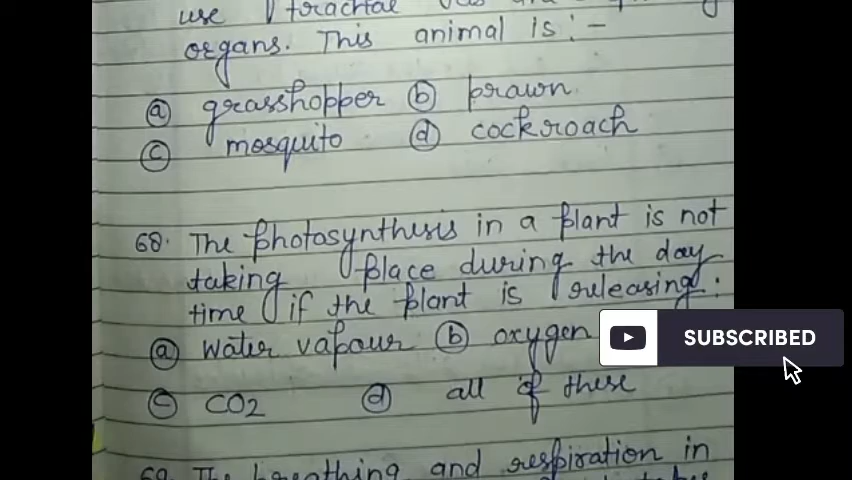 use
organs. This animal is :-
(a) grasshopper (b) prawn
(c) mosquito (d) cockroach
68. The photosynthesis in a plant is not
taking place during the day
time if the plant is releasing :
(a) water vapour (b) oxygen
SUBSCRIBED
(c) CO2 (d) all of these
69. The breathing and respiration in